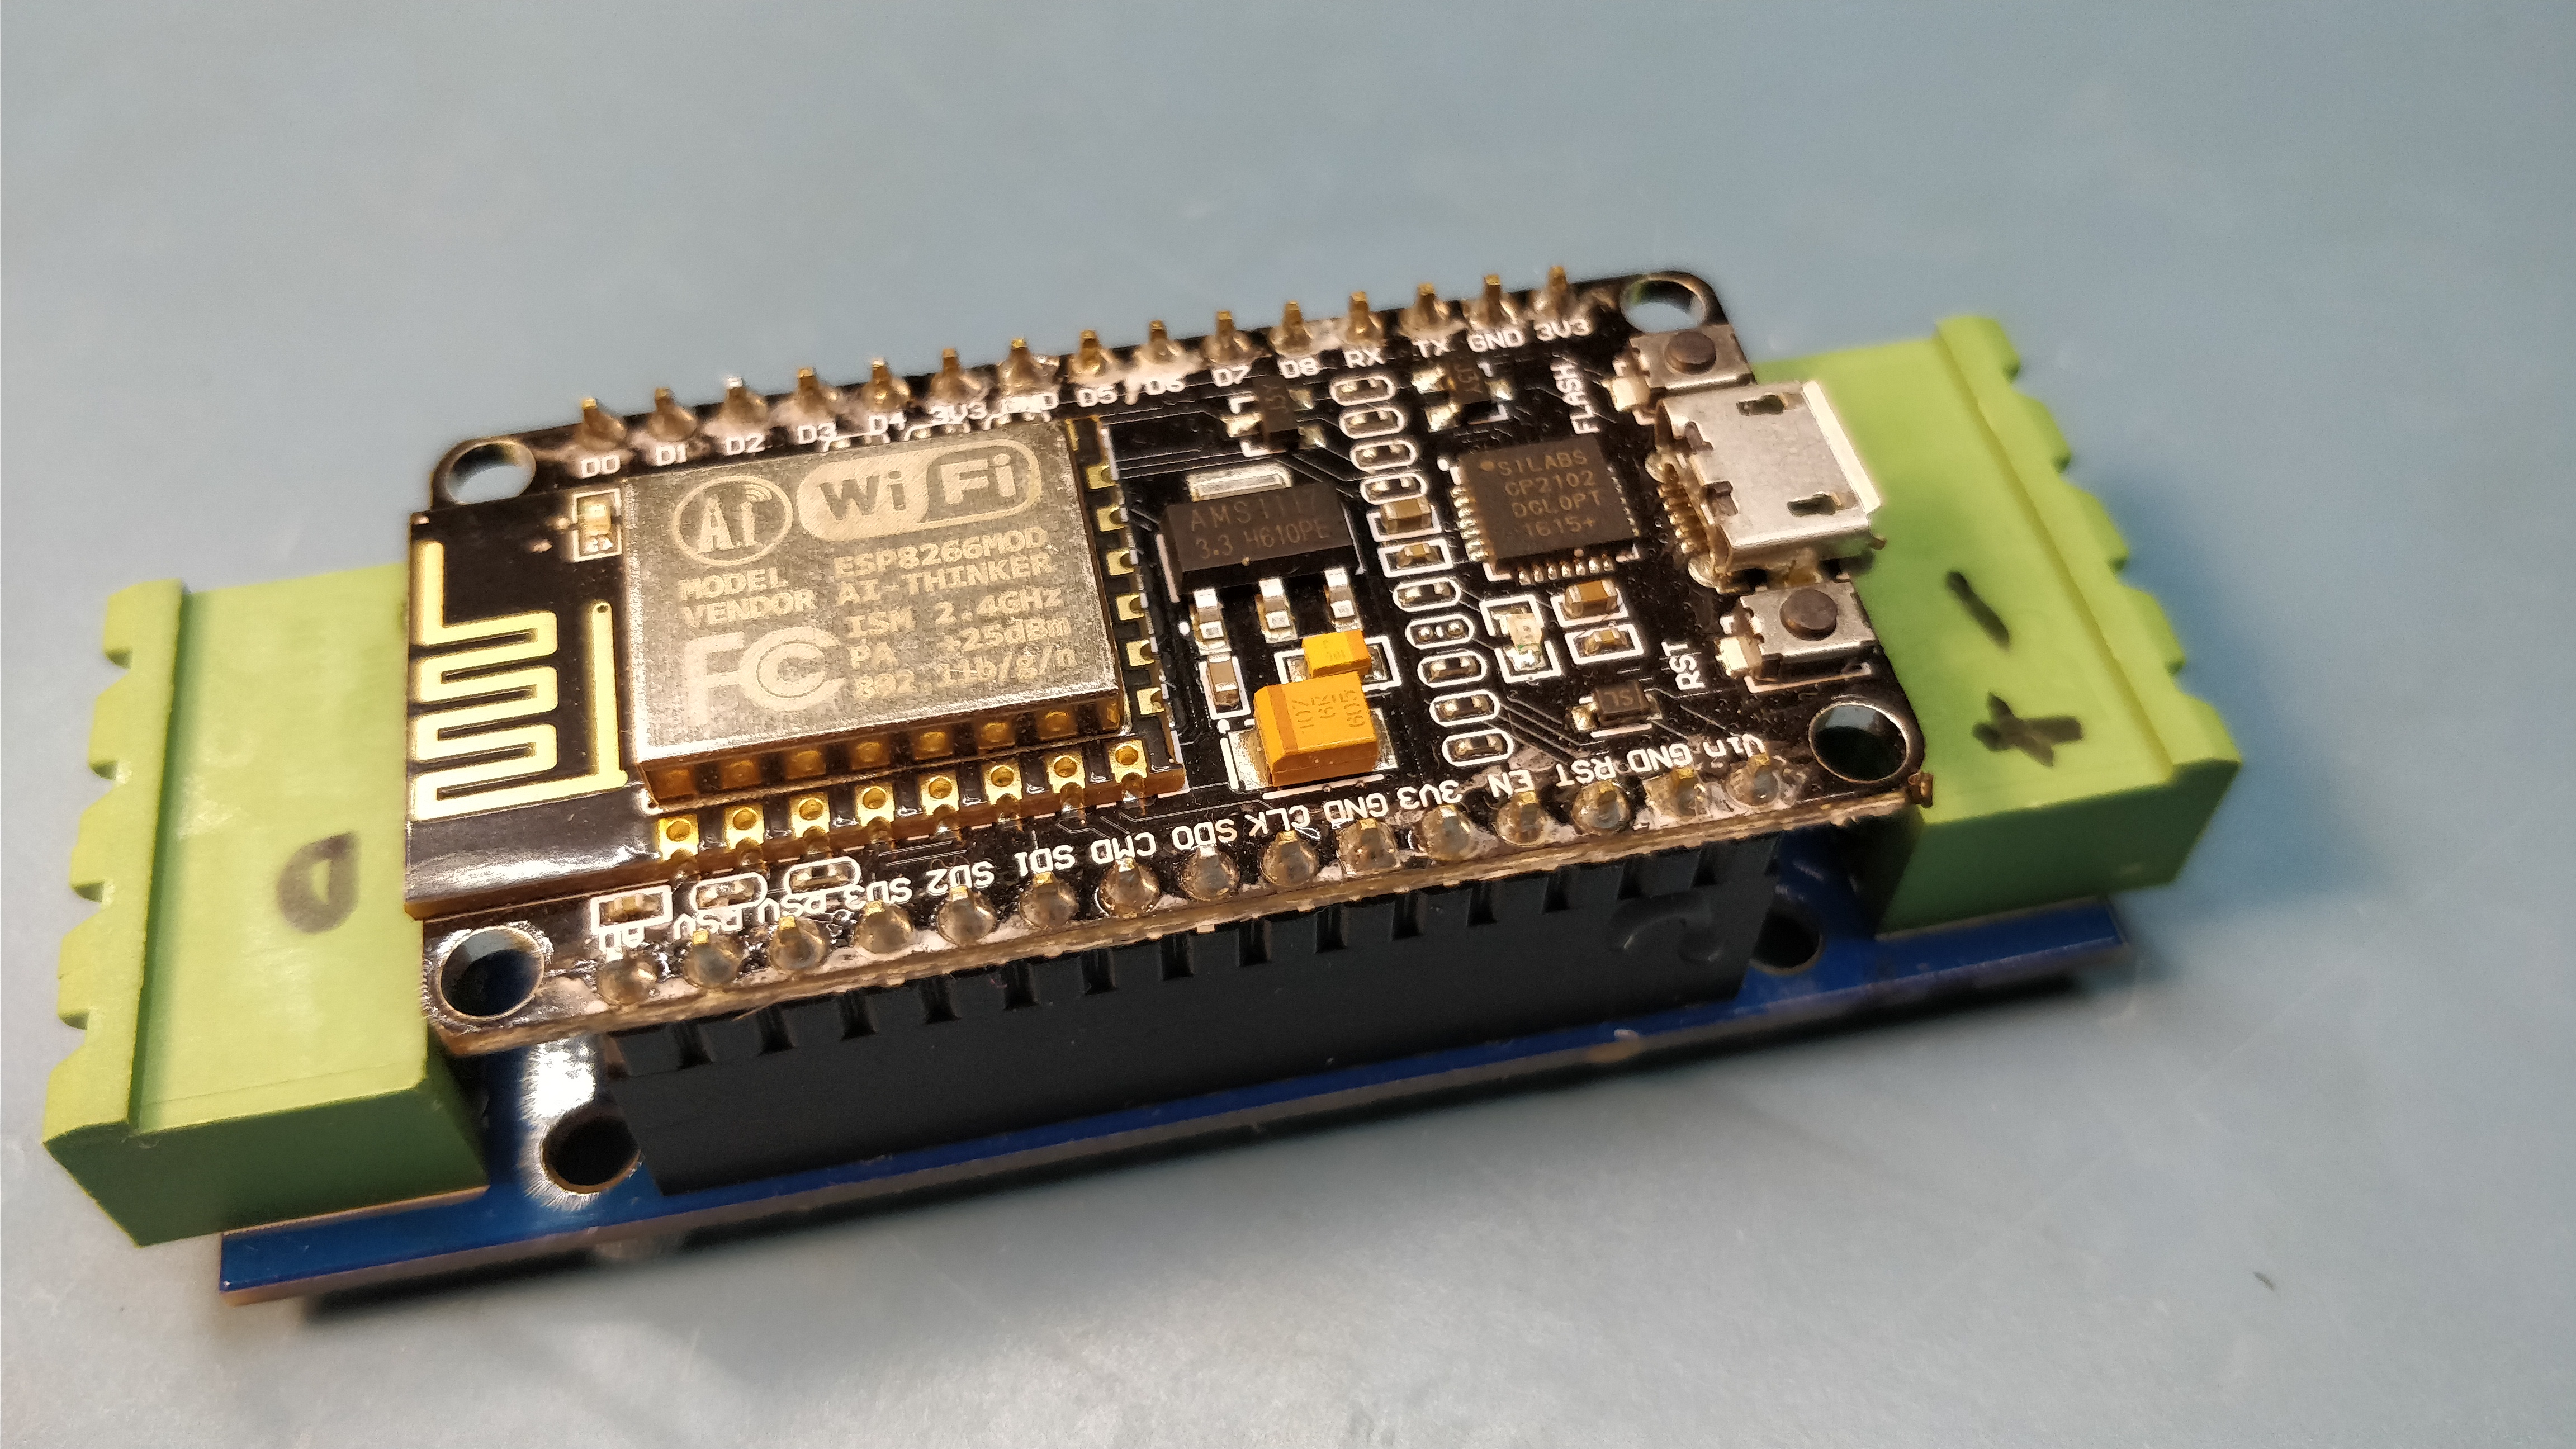 D0 D1 D2 D3 D4 3V3 GND D5 D6 D7 D8 RX TX GND 3V3
FLASH
Ai WiFi
MODEL ESP8266MOD
VENDOR AI-THINKER
ISM 2.4GHz
PA +25dBm
802.11b/g/n
FCC
AMS1117
3.3 H610PE
SILABS
CP2102
DCL0PT
1615+
107
605
RST
A0 RSV RSV SD3 SD2 SD1 CMD SD0 CLK GND 3V3 EN RST GND Vin
D
-
+